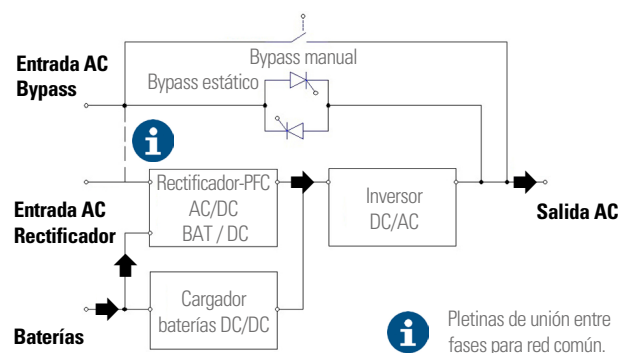 Entrada AC
Bypass
Bypass manual
Bypass estático
Rectificador-PFC
AC/DC
BAT / DC
Inversor
DC/AC
Salida AC
Entrada AC
Rectificador
Cargador
baterías DC/DC
Baterías
i
i
Pletinas de unión entre
fases para red común.